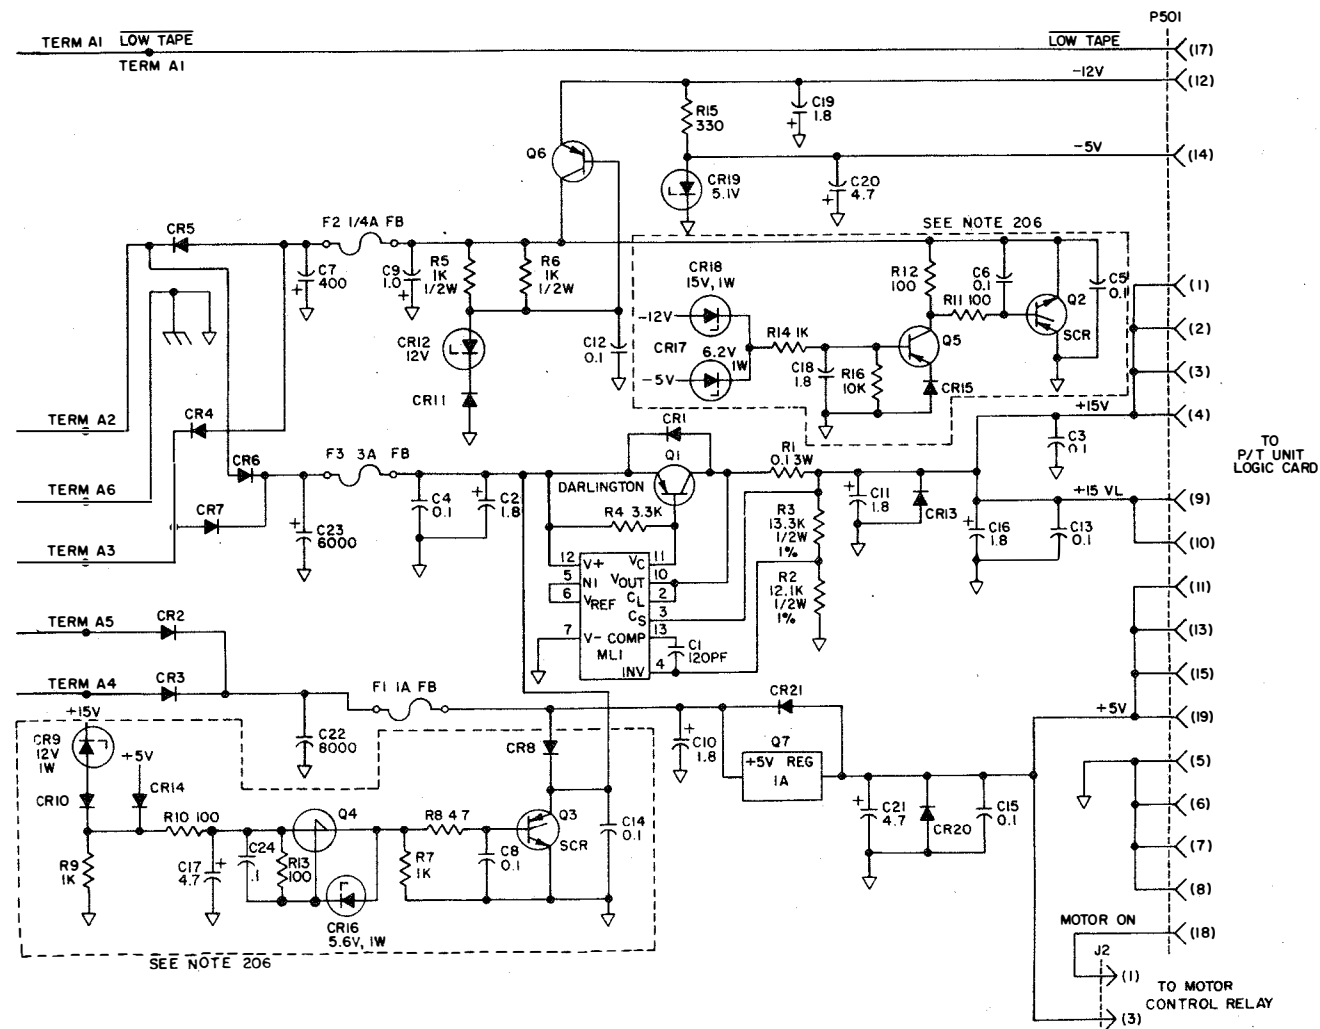 P501
TERM A1 LOW TAPE
TERM A1
LOW TAPE
(17)
-12V
(12)
R15
330
C19
1.8
+
Q6
-5V
(14)
CR19
5.1V
C20
4.7
+
SEE NOTE 206
CR5
F2 1/4A FB
C7
400
+
C9
1.0
+
R5
1K
1/2W
R6
1K
1/2W
CR18
15V, 1W
-12V
CR17
6.2V
1W
-5V
R14 1K
C18
1.8
R16
10K
R12
100
R11 100
C6
0.1
Q2
SCR
C5
0.1
Q5
CR15
(1)
(2)
(3)
(4)
CR12
12V
C12
0.1
CR11
TERM A2
CR4
CR1
Q1
+15V
C3
0.1
TO
P/T UNIT
LOGIC CARD
CR6
F3 3A FB
DARLINGTON
R1
0.1 3W
TERM A6
CR7
C23
6000
+
C4
0.1
C2
1.8
+
R4 3.3K
R3
13.3K
1/2W
1%
C11
1.8
+
CR13
+15 VL
(9)
C16
1.8
+
C13
0.1
(10)
TERM A3
12 V+
VC 11
5 NI
VOUT 10
6 VREF
CL 2
CS 3
7 V-
COMP 13
ML1
INV 4
C1
120PF
R2
12.1K
1/2W
1%
(11)
(13)
(15)
+5V
(19)
TERM A5
CR2
TERM A4
CR3
F1 1A FB
CR21
+15V
CR9
12V
1W
+5V
C22
8000
CR8
C10
1.8
+
Q7
+5V REG
1A
(5)
(6)
(7)
(8)
CR10
CR14
R10 100
Q4
R8 47
Q3
SCR
C14
0.1
C21
4.7
+
CR20
C15
0.1
R9
1K
C17
4.7
+
C24
.1
R13
100
R7
1K
C8
0.1
CR16
5.6V, 1W
SEE NOTE 206
MOTOR ON
(18)
J2
(1)
TO MOTOR
CONTROL RELAY
(3)